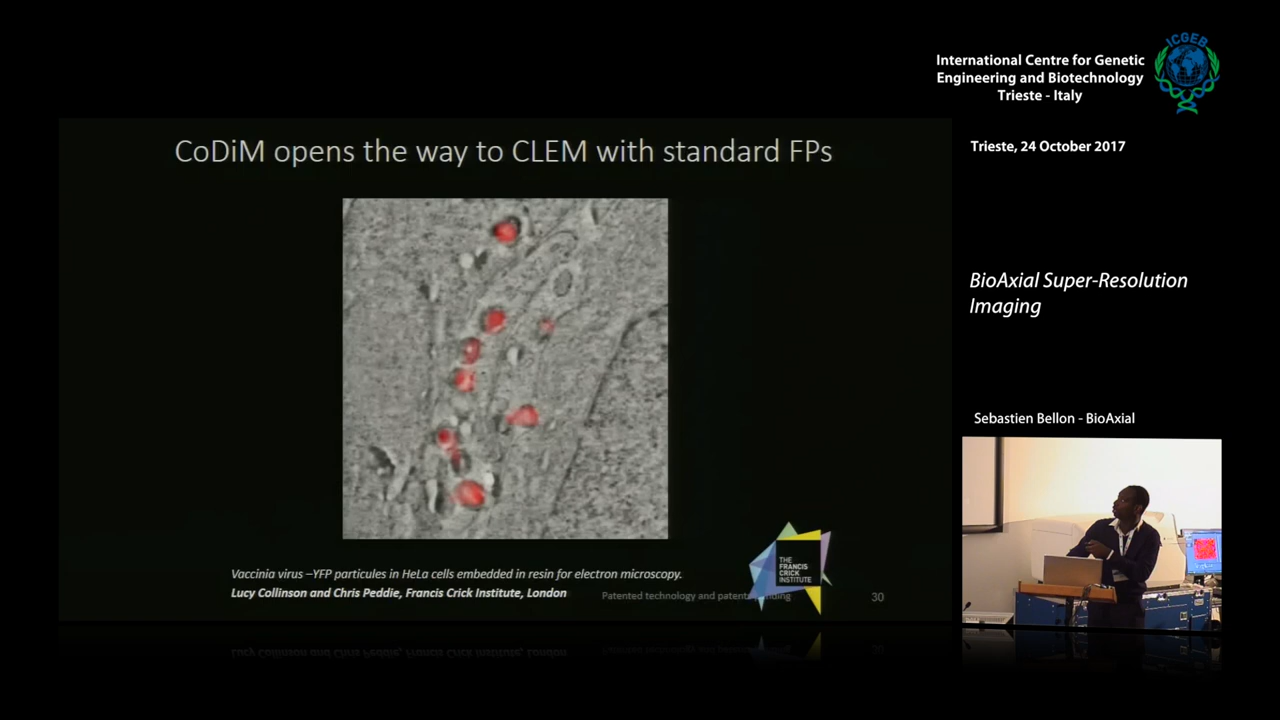 ICGEB
International Centre for Genetic
Engineering and Biotechnology
Trieste - Italy
Trieste, 24 October 2017
CoDiM opens the way to CLEM with standard FPs
BioAxial Super-Resolution
Imaging
Sebastien Bellon - BioAxial
THE
FRANCIS
CRICK
INSTITUTE
Vaccinia virus –YFP particules in HeLa cells embedded in resin for electron microscopy.
Lucy Collinson and Chris Peddie, Francis Crick Institute, London
Patented technology and patents pending
30